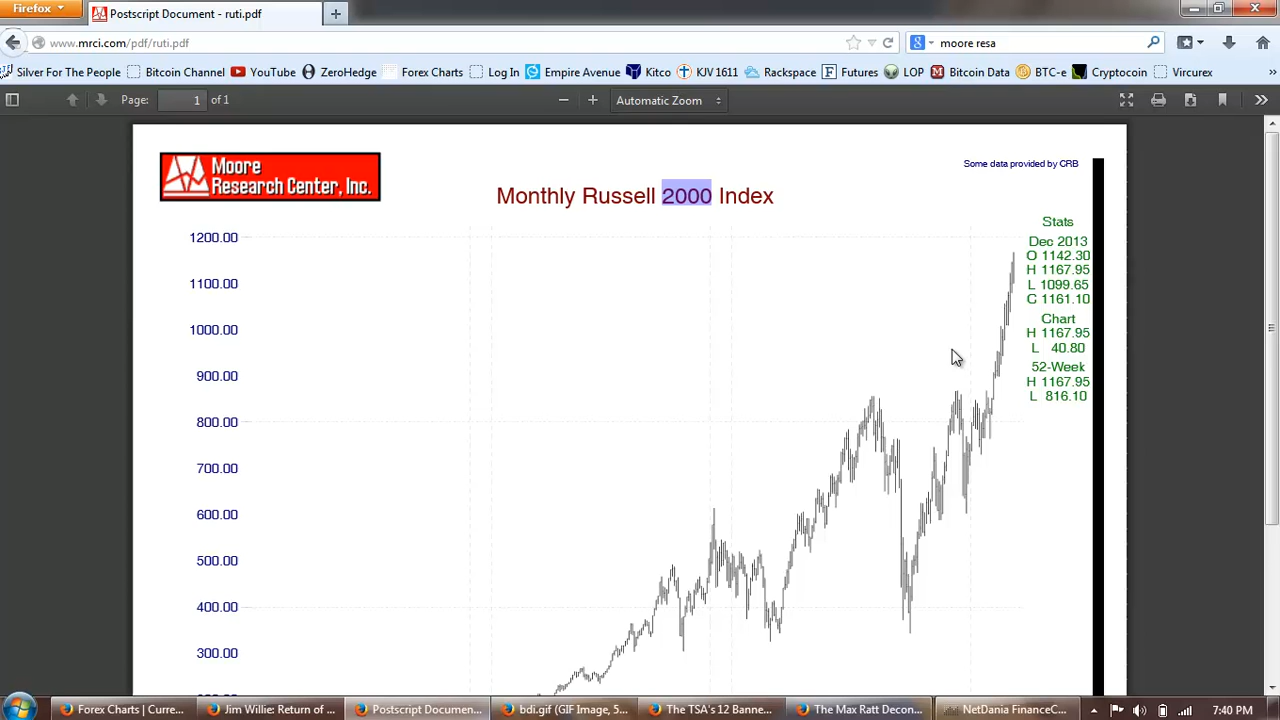 Firefox
Postscript Document - ruti.pdf
www.mrci.com/pdf/ruti.pdf
moore resa
Silver For The People
Bitcoin Channel
YouTube
ZeroHedge
Forex Charts
Log In
Empire Avenue
Kitco
KJV 1611
Rackspace
Futures
LOP
Bitcoin Data
BTC-e
Cryptocoin
Vircurex
Page: 1 of 1
Automatic Zoom
Moore
Research Center, Inc.
Some data provided by CRB
Monthly Russell 2000 Index
1200.00
1100.00
1000.00
900.00
800.00
700.00
600.00
500.00
400.00
300.00
Stats
Dec 2013
O 1142.30
H 1167.95
L 1099.65
C 1161.10
Chart
H 1167.95
L 40.80
52-Week
H 1167.95
L 816.10
Forex Charts | Curre...
Jim Willie: Return of ...
Postscript Document...
bdi.gif (GIF Image, 5...
The TSA's 12 Banne...
The Max Ratt Decon...
NetDania FinanceC...
7:40 PM